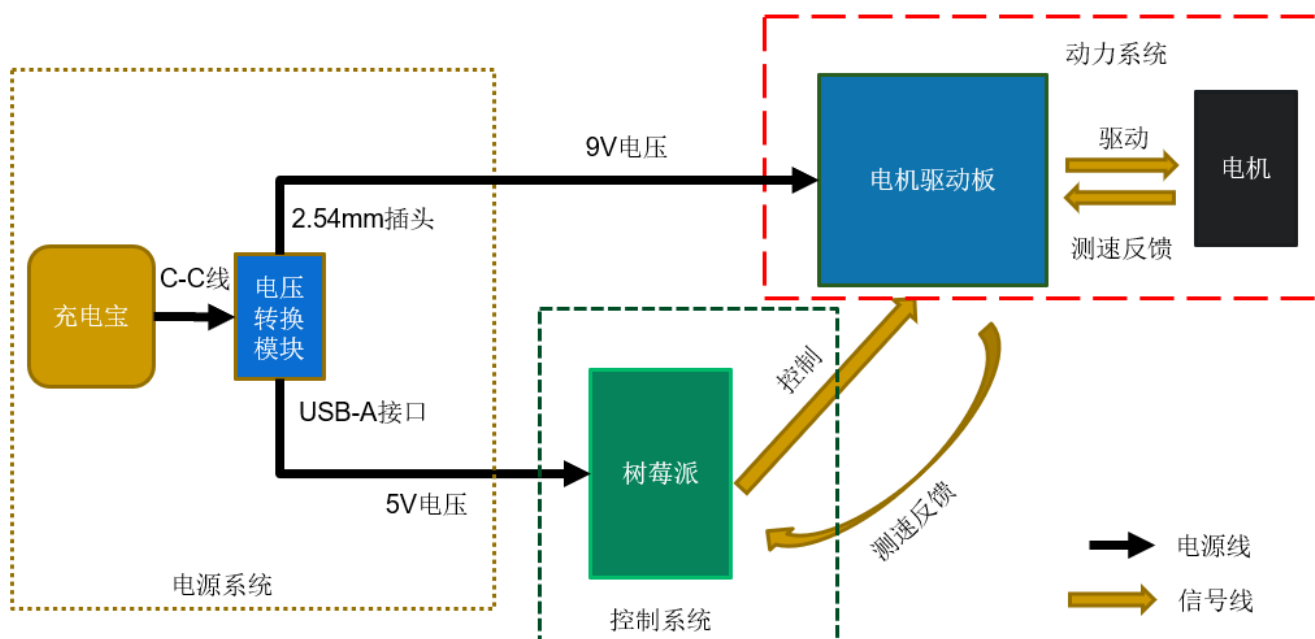 动力系统
9V电压
电机驱动板
驱动
电机
测速反馈
2.54mm插头
C-C线
充电宝
电压
转换
模块
USB-A接口
5V电压
树莓派
控制
测速反馈
电源系统
控制系统
电源线
信号线